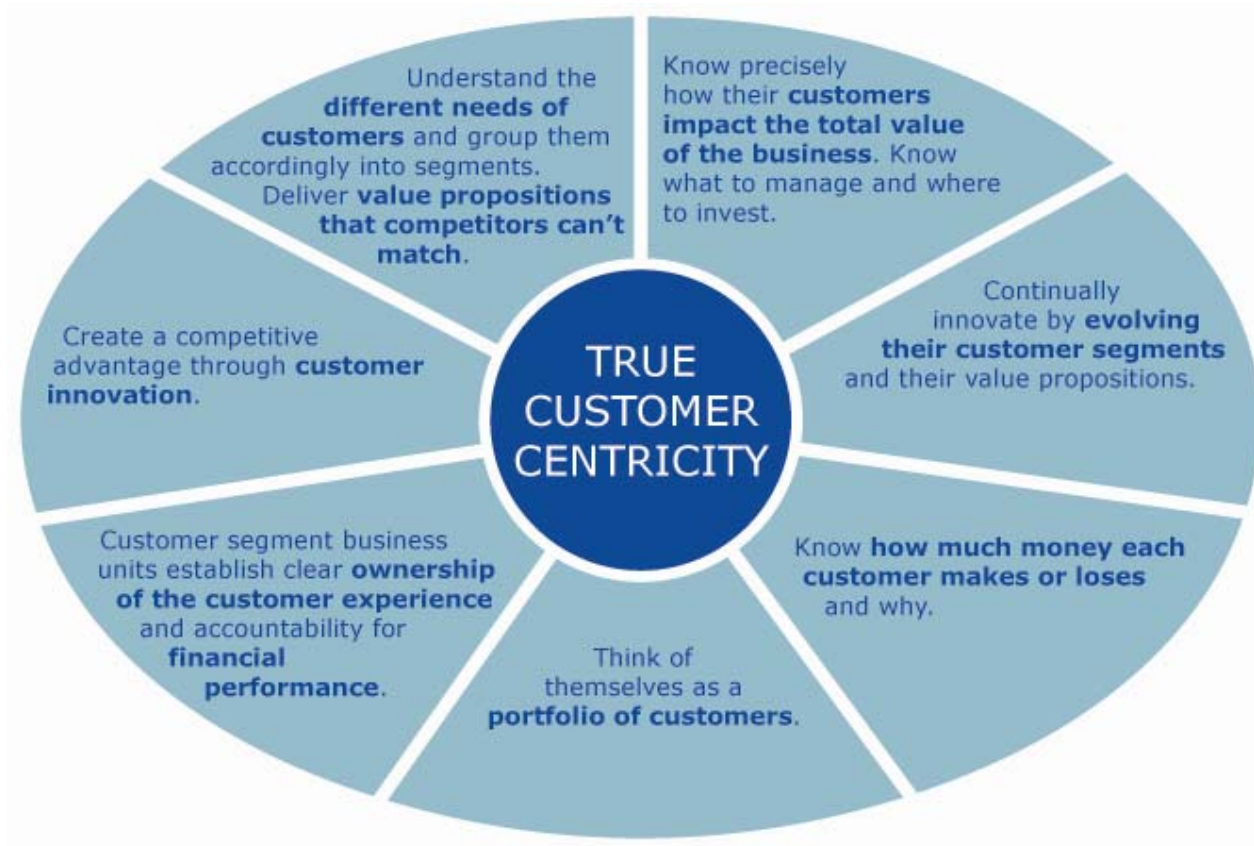 Understand the
different needs of
customers and group them
accordingly into segments.
Deliver value propositions
that competitors can’t
match.
Know precisely
how their customers
impact the total value
of the business. Know
what to manage and where
to invest.
Continually
innovate by evolving
their customer segments
and their value propositions.
Know how much money each
customer makes or loses
and why.
Think of
themselves as a
portfolio of customers.
Customer segment business
units establish clear ownership
of the customer experience
and accountability for
financial
performance.
Create a competitive
advantage through customer
innovation.
TRUE
CUSTOMER
CENTRICITY